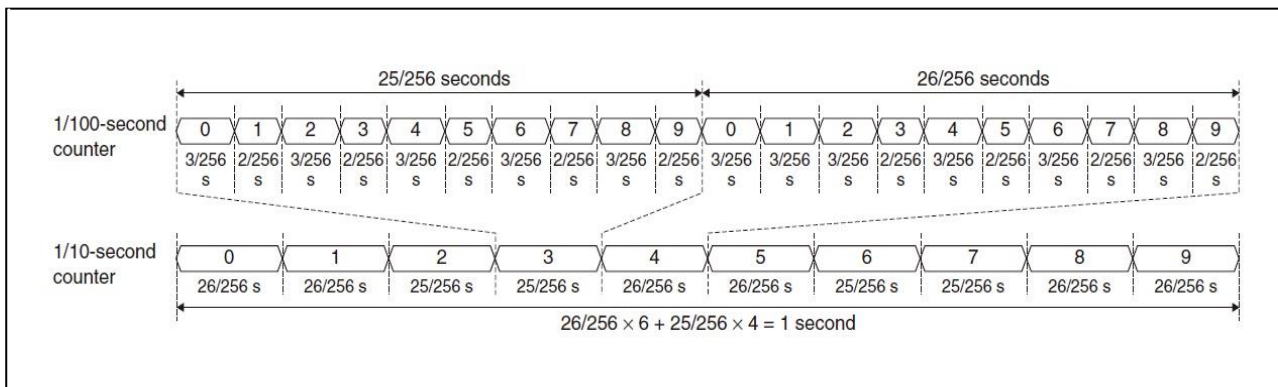 25/256 seconds 26/256 seconds
1/100-second counter
0 1 2 3 4 5 6 7 8 9 0 1 2 3 4 5 6 7 8 9
3/256 s 2/256 s 3/256 s 2/256 s 3/256 s 2/256 s 3/256 s 2/256 s 3/256 s 2/256 s 3/256 s 3/256 s 3/256 s 2/256 s 3/256 s 2/256 s 3/256 s 2/256 s 3/256 s 2/256 s
1/10-second counter
0 1 2 3 4 5 6 7 8 9
26/256 s 26/256 s 25/256 s 25/256 s 26/256 s 26/256 s 25/256 s 25/256 s 26/256 s 26/256 s
26/256 × 6 + 25/256 × 4 = 1 second